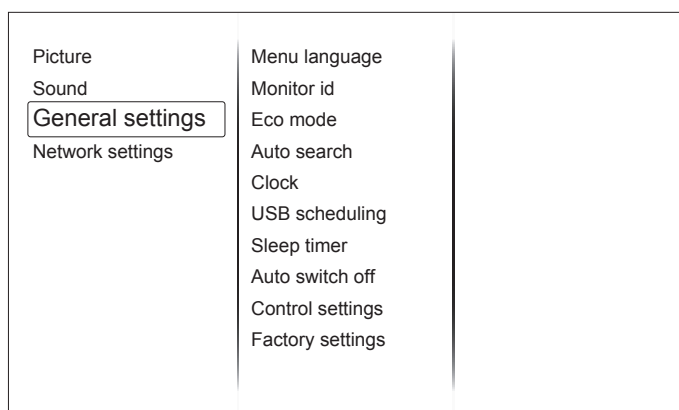 Picture
Sound
General settings
Network settings
Menu language
Monitor id
Eco mode
Auto search
Clock
USB scheduling
Sleep timer
Auto switch off
Control settings
Factory settings